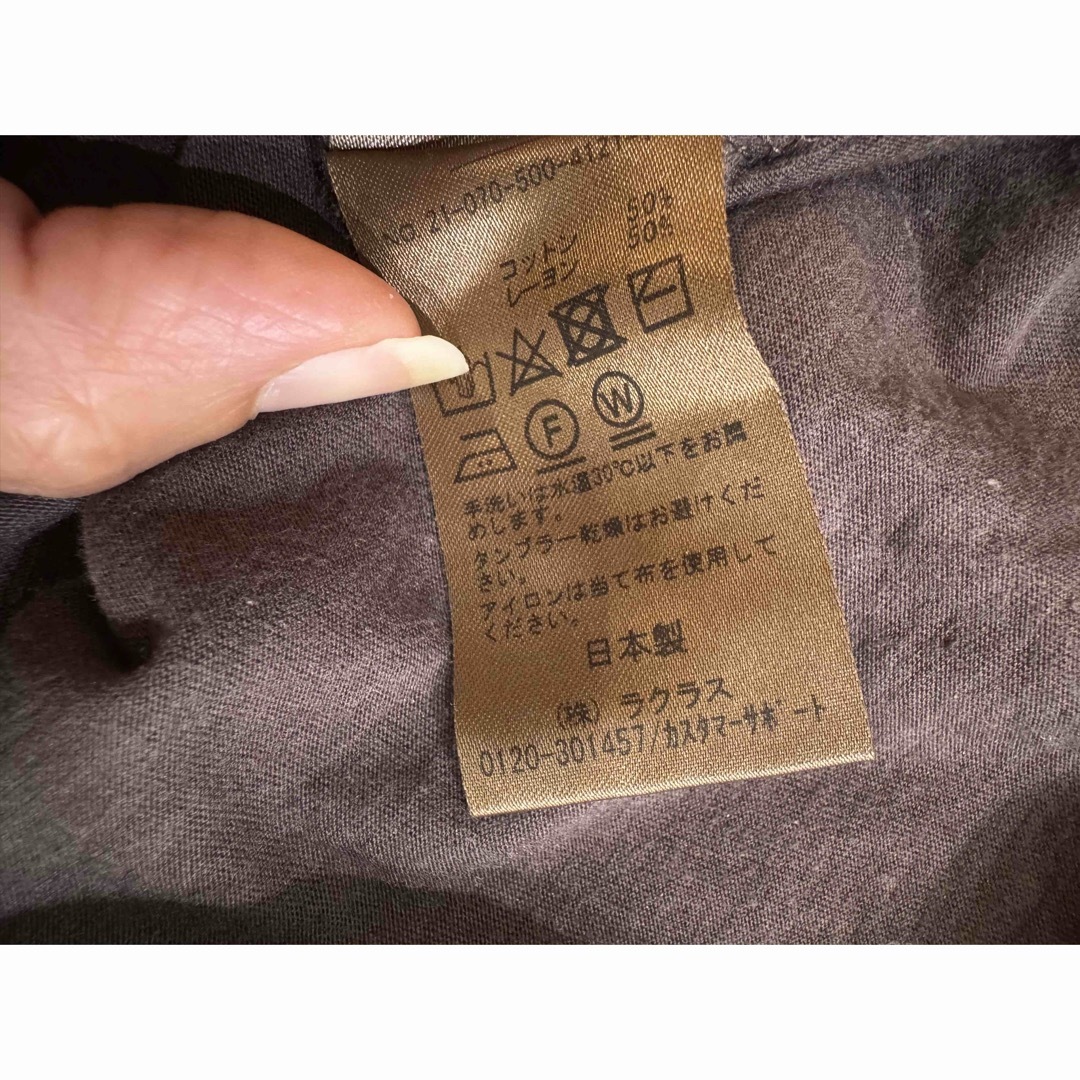 NO 21-070-500-4121
コットン 50%
レーヨン 50%
F W
手洗いは水温30℃以下をお薦
めします。
タンブラー乾燥はお避けくだ
さい。
アイロンは当て布を使用して
ください。
日本製
（株）ラクラス
0120-301457/カスタマーサポート